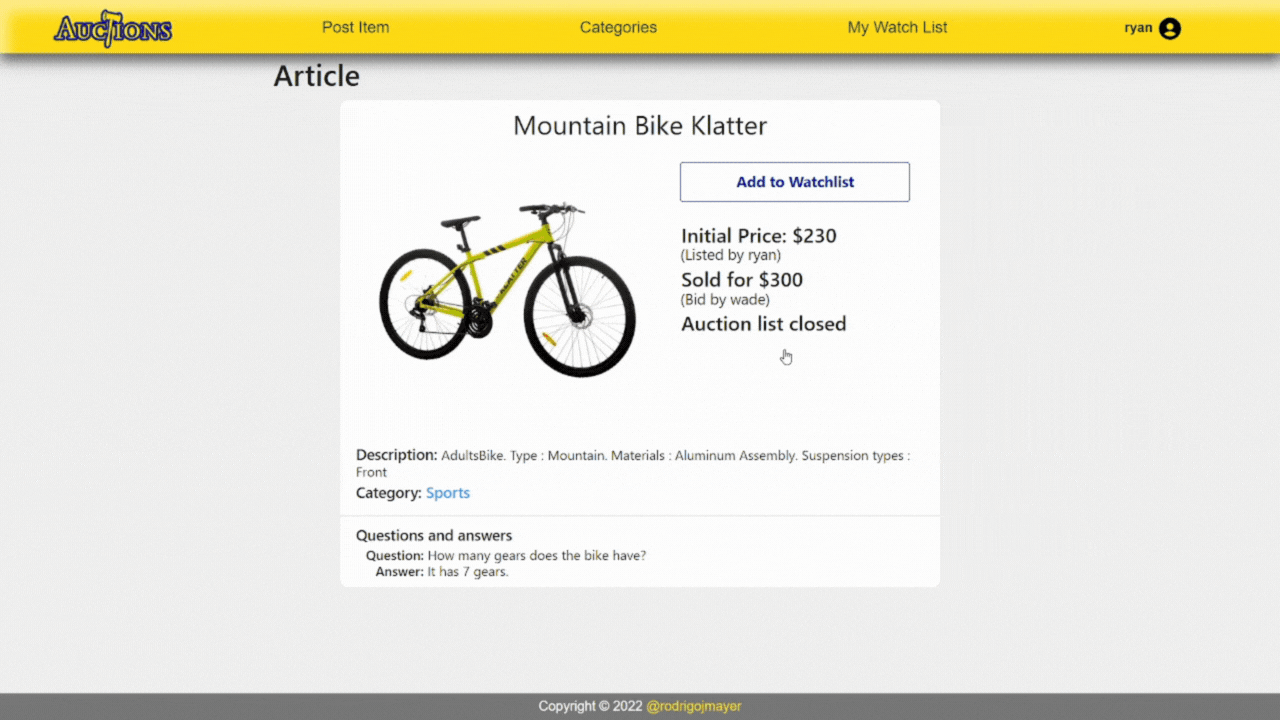 AUCTIONS
Post Item
Categories
My Watch List
ryan
Article
Mountain Bike Klatter
Add to Watchlist
Initial Price: $230
(Listed by ryan)
Sold for $300
(Bid by wade)
Auction list closed
KLATTER
Description: AdultsBike. Type : Mountain. Materials : Aluminum Assembly. Suspension types :
Front
Category: Sports
Questions and answers
Question: How many gears does the bike have?
Answer: It has 7 gears.
Copyright © 2022 @rodrigojmayer